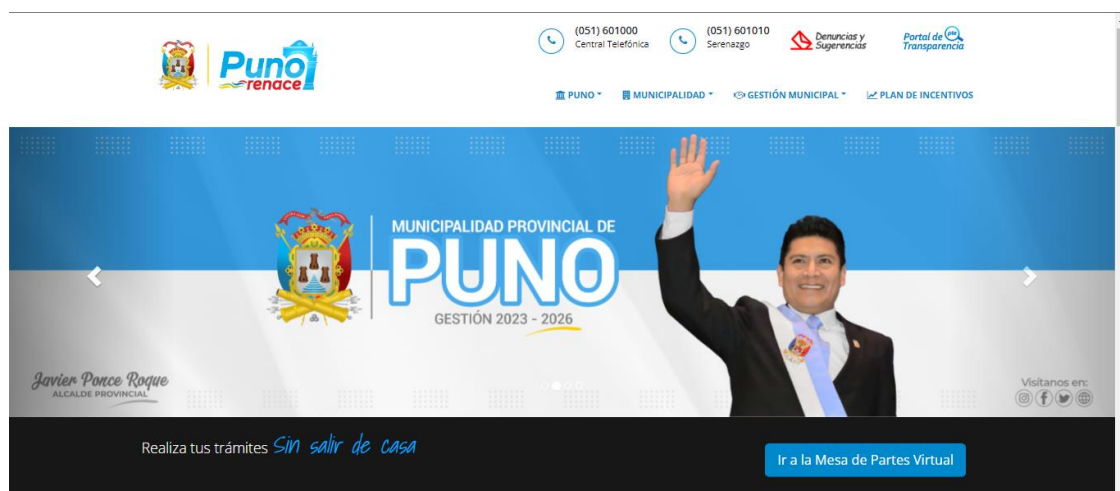 Puno
renace
(051) 601000
Central Telefónica
(051) 601010
Serenazgo
Denuncias y
Sugerencias
Portal de pte
Transparencia
PUNO
MUNICIPALIDAD
GESTIÓN MUNICIPAL
PLAN DE INCENTIVOS
MUNICIPALIDAD PROVINCIAL DE
PUNO
GESTIÓN 2023 - 2026
Javier Ponce Roque
ALCALDE PROVINCIAL
Visítanos en:
Realiza tus trámites Sin salir de casa
Ir a la Mesa de Partes Virtual